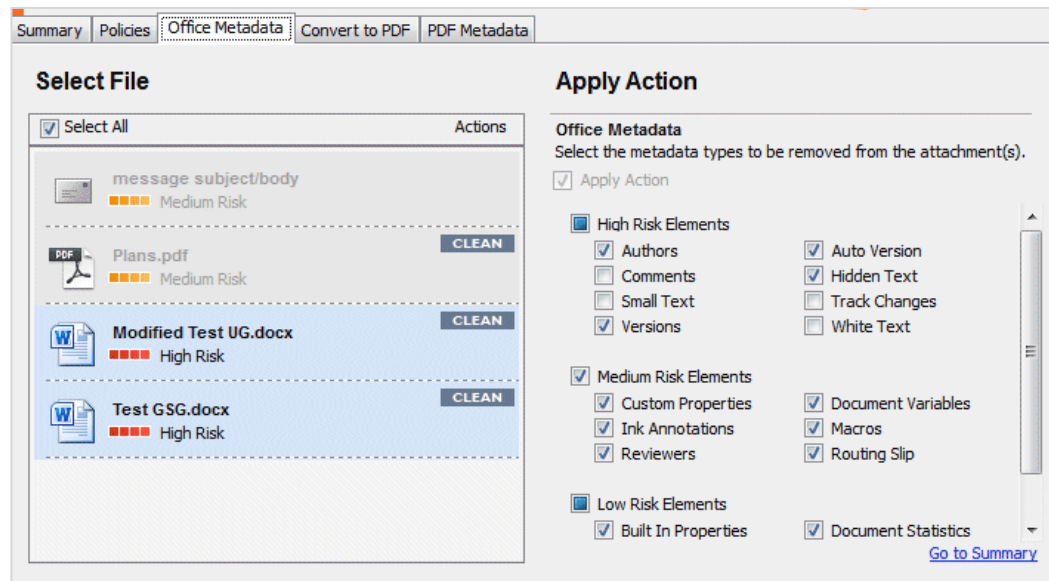 Summary Policies Office Metadata Convert to PDF PDF Metadata
Select File
Select All Actions
message subject/body
Medium Risk
CLEAN
PDF
Plans.pdf
Medium Risk
CLEAN
W
Modified Test UG.docx
High Risk
CLEAN
W
Test GSG.docx
High Risk
Apply Action
Office Metadata
Select the metadata types to be removed from the attachment(s).
Apply Action
High Risk Elements
Authors Auto Version
Comments Hidden Text
Small Text Track Changes
Versions White Text
Medium Risk Elements
Custom Properties Document Variables
Ink Annotations Macros
Reviewers Routing Slip
Low Risk Elements
Built In Properties Document Statistics
Go to Summary